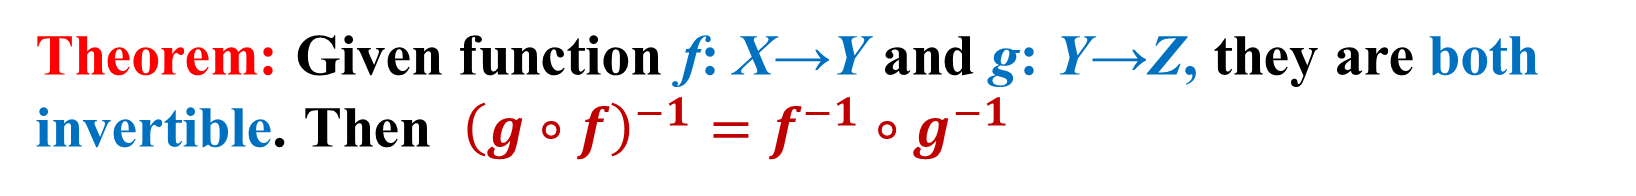 Theorem: Given function f: X→Y and g: Y→Z, they are both
invertible. Then (g ∘ f)⁻¹ = f⁻¹ ∘ g⁻¹